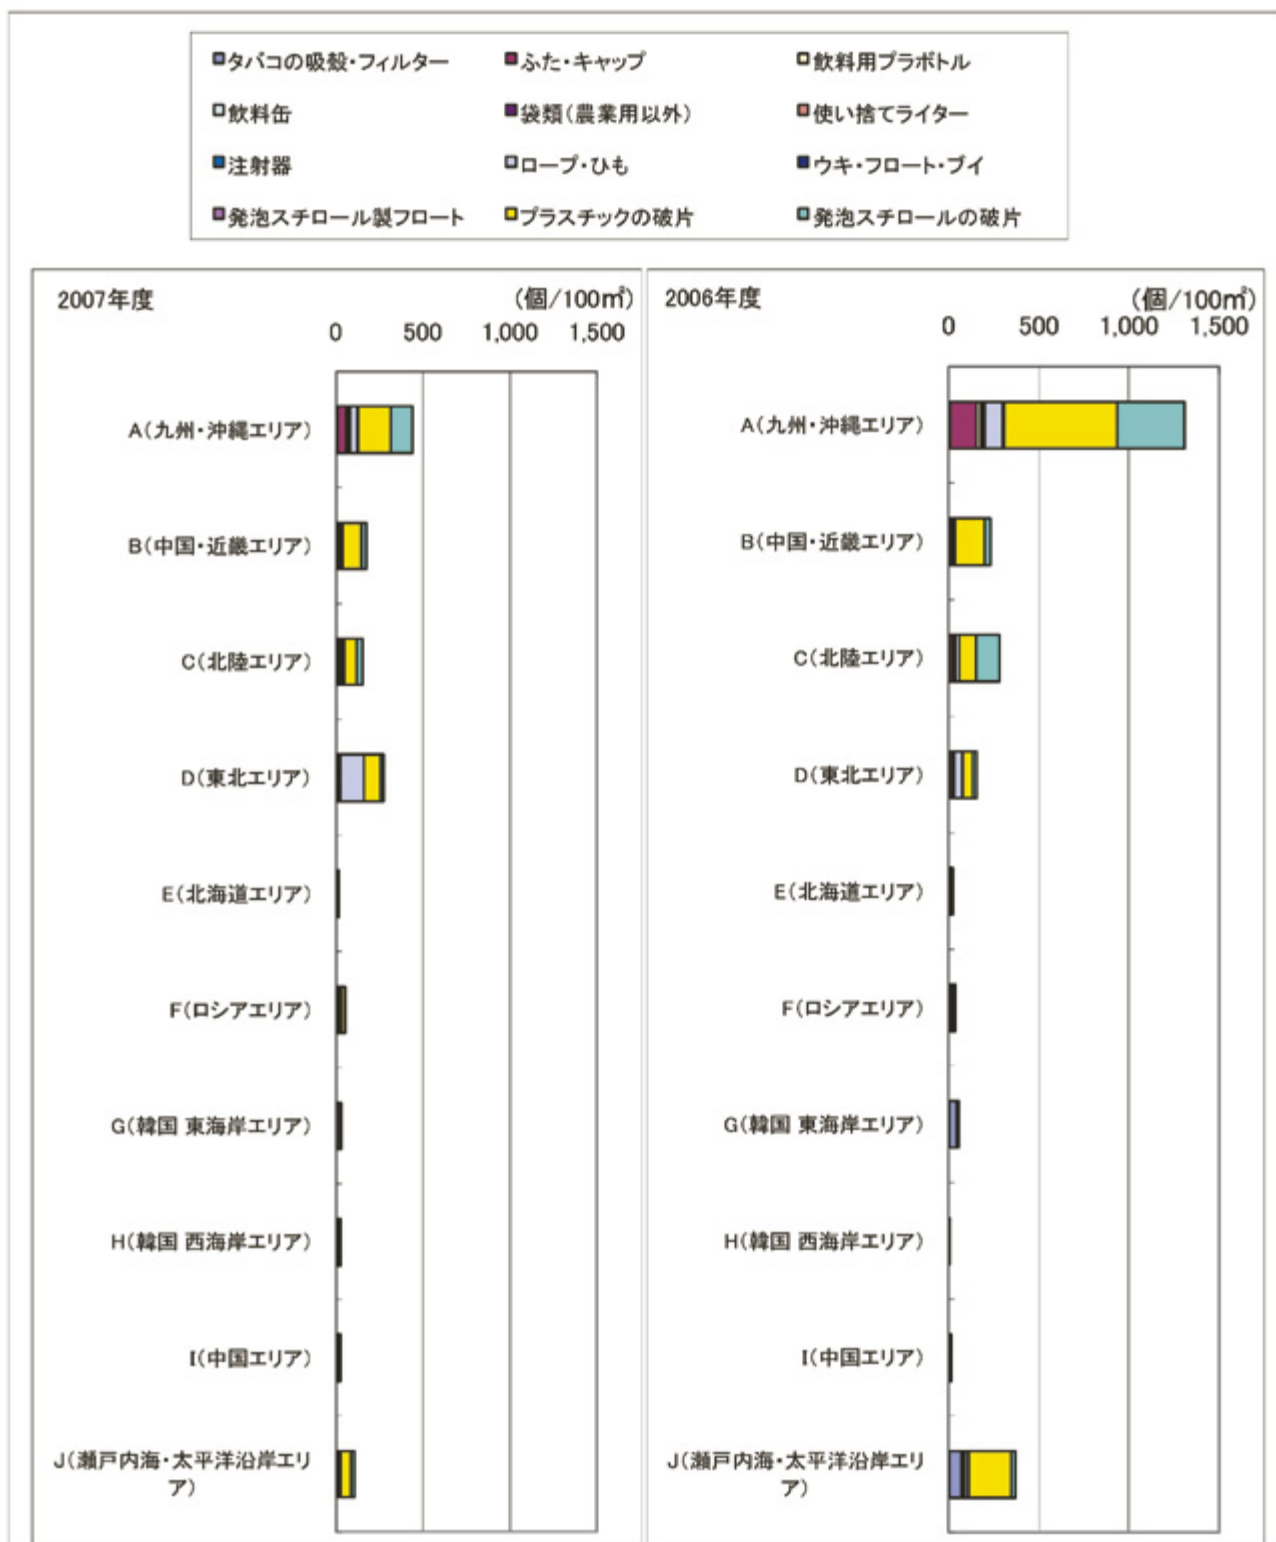 タバコの吸殻・フィルター ふた・キャップ 飲料用プラボトル
飲料缶 袋類(農業用以外) 使い捨てライター
注射器 ロープ・ひも ウキ・フロート・ブイ
発泡スチロール製フロート プラスチックの破片 発泡スチロールの破片
2007年度 (個/100㎡)
0 500 1,000 1,500
A(九州・沖縄エリア)
B(中国・近畿エリア)
C(北陸エリア)
D(東北エリア)
E(北海道エリア)
F(ロシアエリア)
G(韓国 東海岸エリア)
H(韓国 西海岸エリア)
I(中国エリア)
J(瀬戸内海・太平洋沿岸エリ
ア)
2006年度 (個/100㎡)
0 500 1,000 1,500
A(九州・沖縄エリア)
B(中国・近畿エリア)
C(北陸エリア)
D(東北エリア)
E(北海道エリア)
F(ロシアエリア)
G(韓国 東海岸エリア)
H(韓国 西海岸エリア)
I(中国エリア)
J(瀬戸内海・太平洋沿岸エリ
ア)